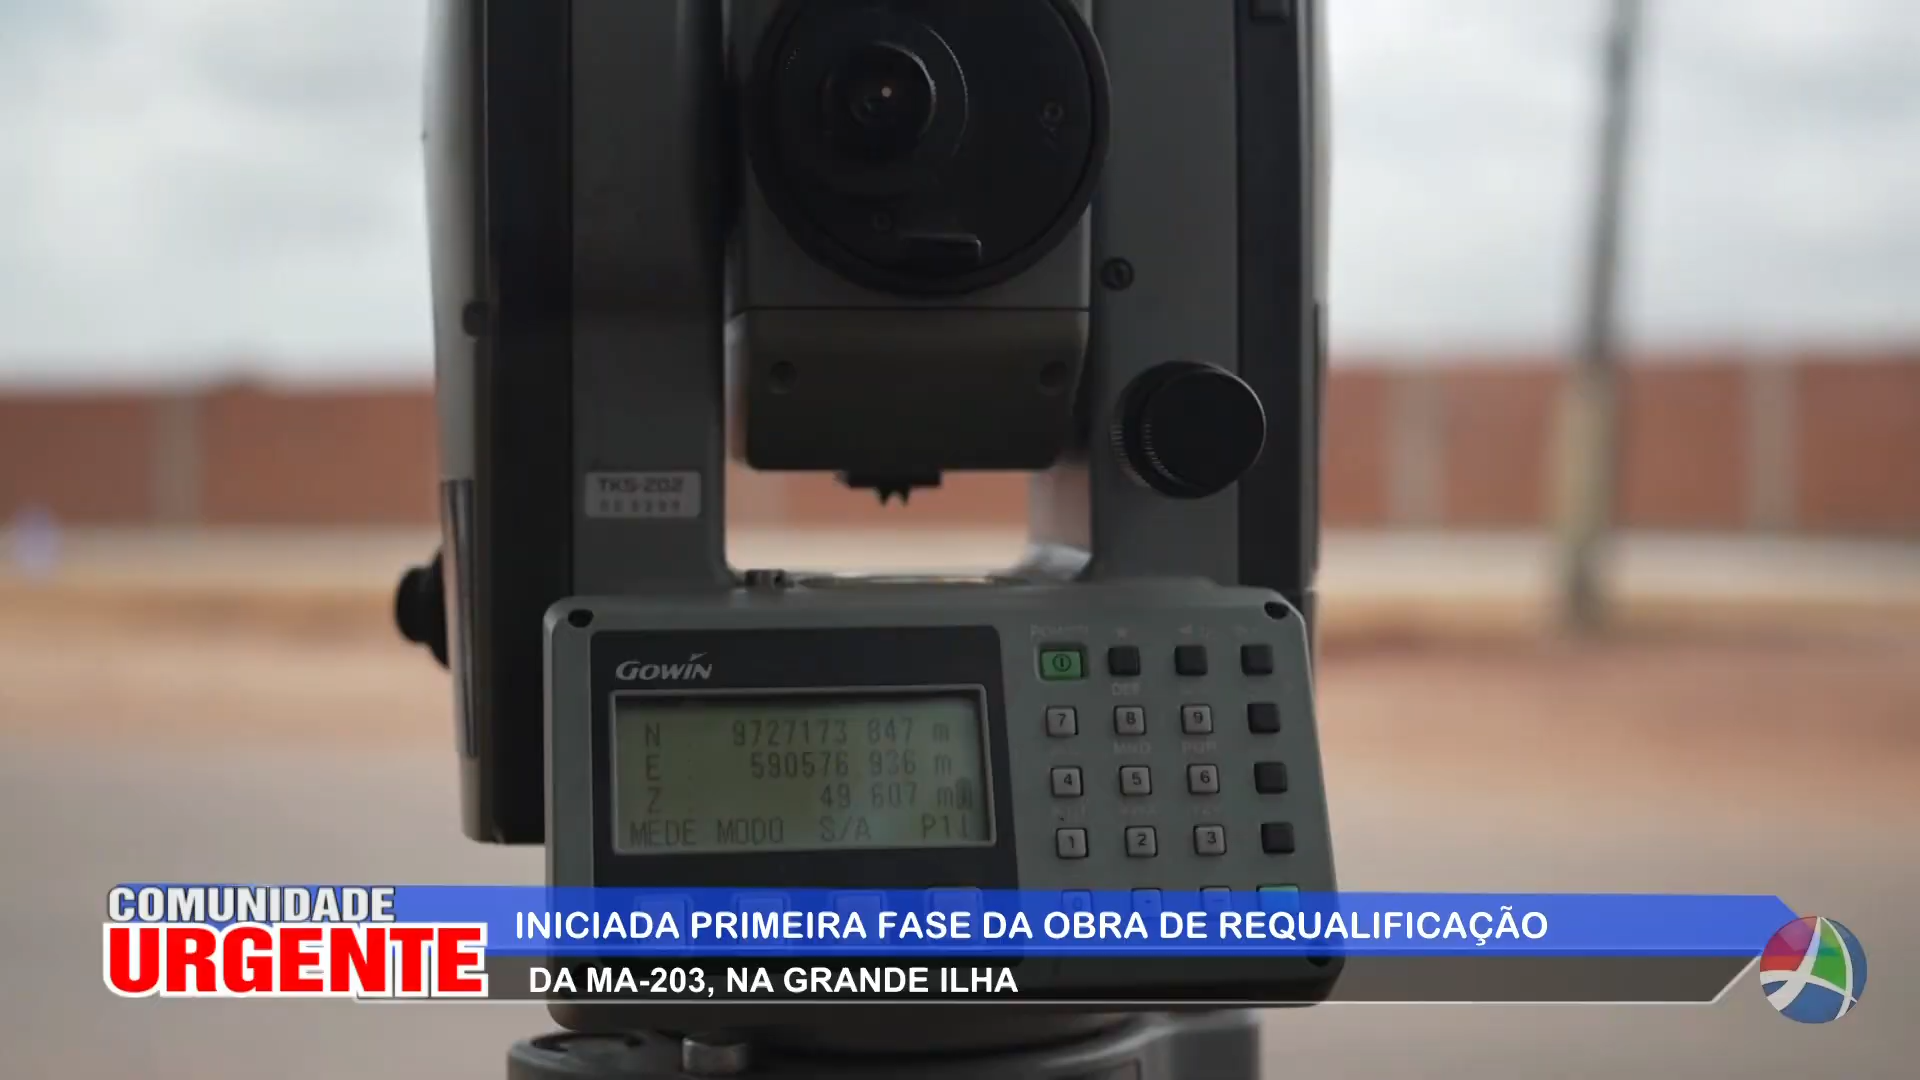 TKS-202
GOWIN
POWER
N 9727173 847 m
E 590576 936 m
Z 49 607 m
MEDE MODO S/A P1↓
7 8 9
4 5 6
1 2 3
COMUNIDADE
URGENTE
INICIADA PRIMEIRA FASE DA OBRA DE REQUALIFICAÇÃO
DA MA-203, NA GRANDE ILHA